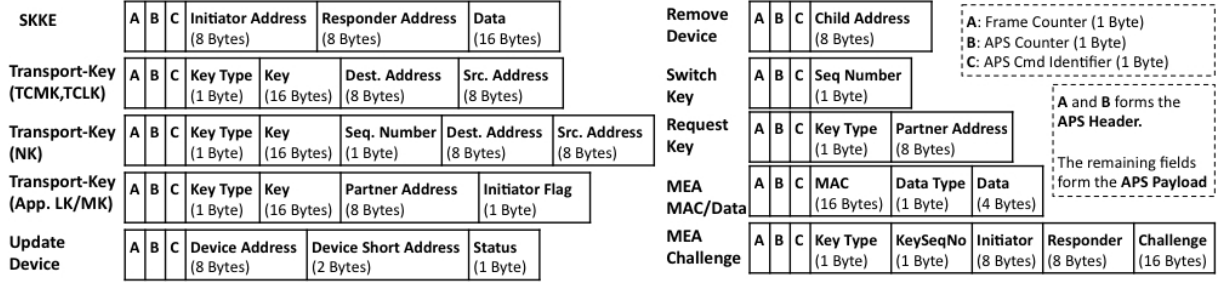 SKKE
A B C Initiator Address Responder Address Data
(8 Bytes) (8 Bytes) (16 Bytes)
Transport-Key
(TCMK,TCLK)
A B C Key Type Key Dest. Address Src. Address
(1 Byte) (16 Bytes) (8 Bytes) (8 Bytes)
Transport-Key
(NK)
A B C Key Type Key Seq. Number Dest. Address Src. Address
(1 Byte) (16 Bytes) (1 Byte) (8 Bytes) (8 Bytes)
Transport-Key
(App. LK/MK)
A B C Key Type Key Partner Address Initiator Flag
(1 Byte) (16 Bytes) (8 Bytes) (1 Byte)
Update
Device
A B C Device Address Device Short Address Status
(8 Bytes) (2 Bytes) (1 Byte)
Remove
Device
A B C Child Address
(8 Bytes)
Switch
Key
A B C Seq Number
(1 Byte)
Request
Key
A B C Key Type Partner Address
(1 Byte) (8 Bytes)
MEA
MAC/Data
A B C MAC Data Type Data
(16 Bytes) (1 Byte) (4 Bytes)
MEA
Challenge
A B C Key Type KeySeqNo Initiator Responder Challenge
(1 Byte) (1 Byte) (8 Bytes) (8 Bytes) (16 Bytes)
A: Frame Counter (1 Byte)
B: APS Counter (1 Byte)
C: APS Cmd Identifier (1 Byte)
A and B forms the
APS Header.
The remaining fields
form the APS Payload